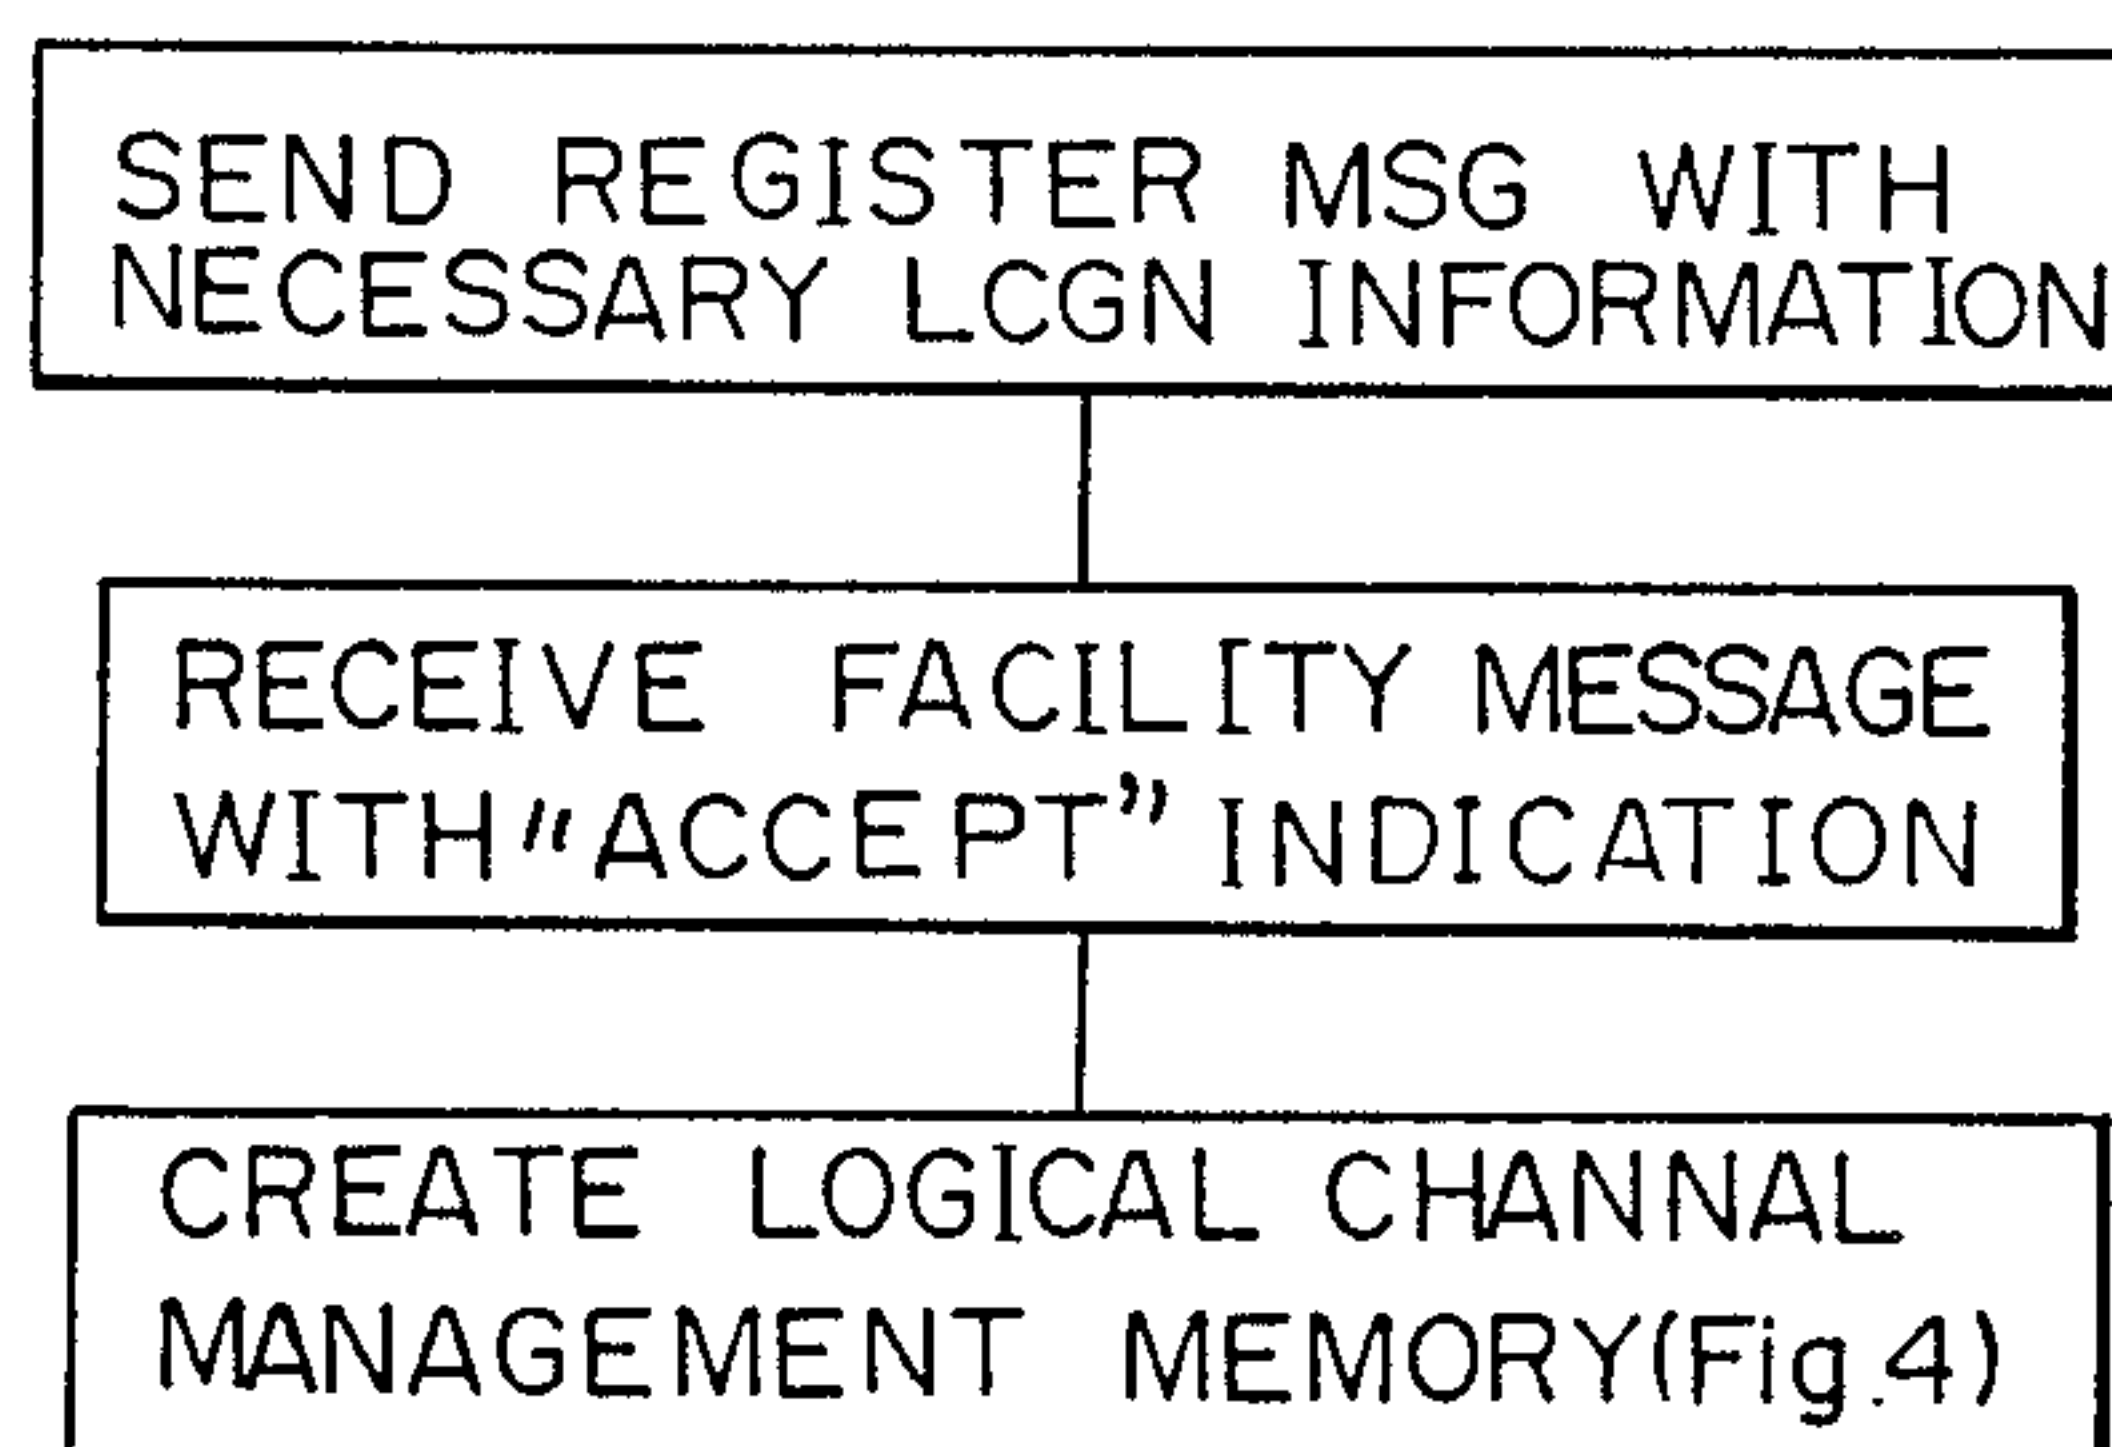 SEND REGISTER MSG WITH
NECESSARY LCGN INFORMATION
RECEIVE FACILITY MESSAGE
WITH "ACCEPT" INDICATION
CREATE LOGICAL CHANNAL
MANAGEMENT MEMORY(Fig.4)